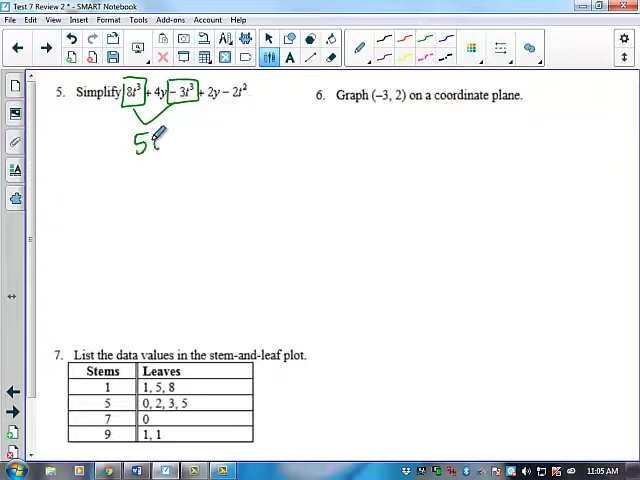 Test 7 Review 2 * - SMART Notebook
File Edit View Insert Format Tools Add-ons Account Help
5. Simplify 8t³ + 4y − 3t³ + 2y − 2t²
5t
6. Graph (–3, 2) on a coordinate plane.
7. List the data values in the stem-and-leaf plot.
Stems Leaves
1 1, 5, 8
5 0, 2, 3, 5
7 0
9 1, 1
11:05 AM